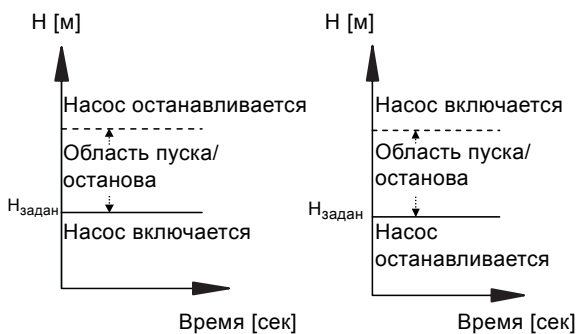 H [м]
Насос останавливается
Область пуска/
останова
Hзадан
Насос включается
Время [сек]
H [м]
Насос включается
Область пуска/
останова
Hзадан
Насос
останавливается
Время [сек]